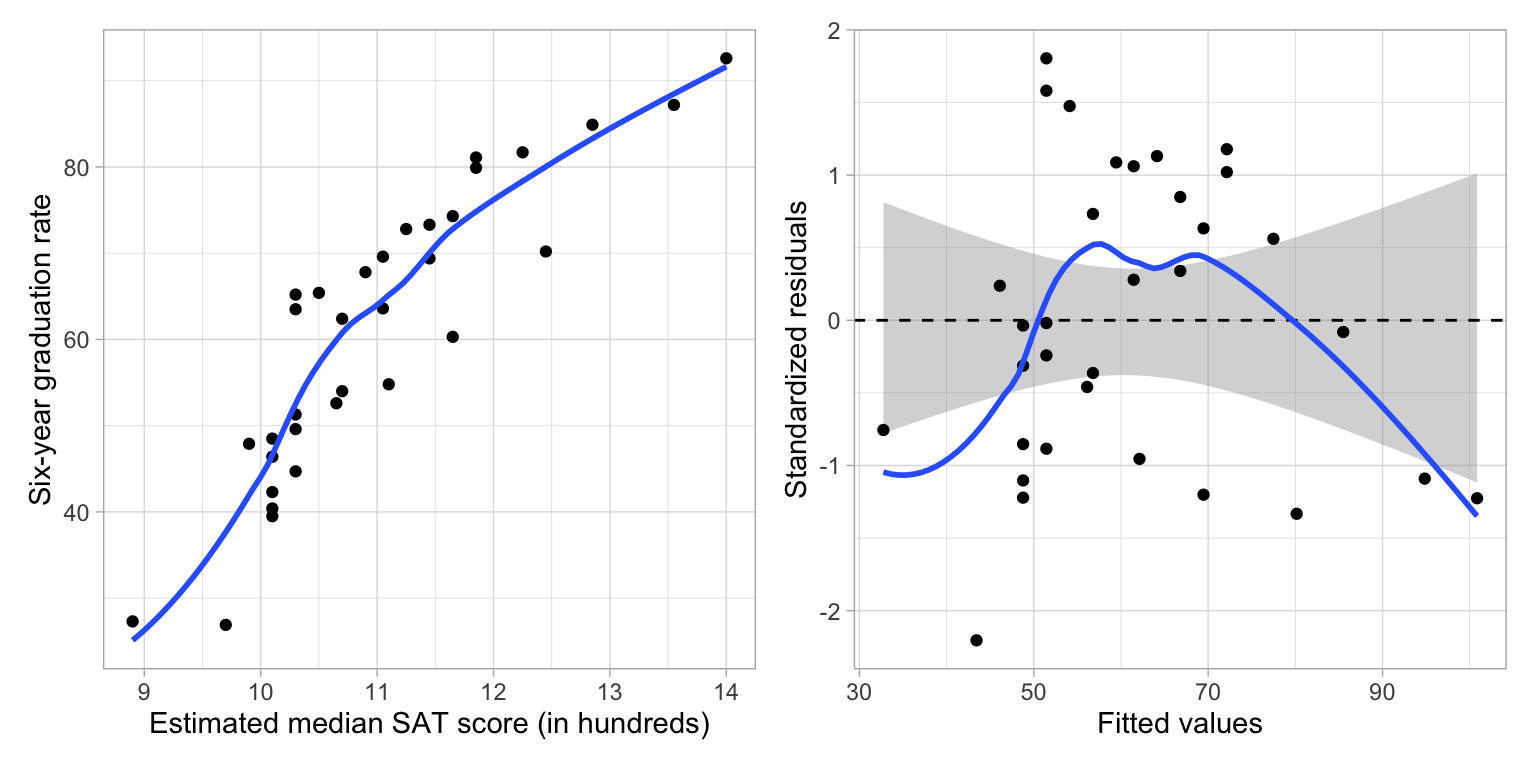 80
60
40
Six-year graduation rate
9 10 11 12 13 14
Estimated median SAT score (in hundreds)
2
1
0
-1
-2
Standardized residuals
30 50 70 90
Fitted values